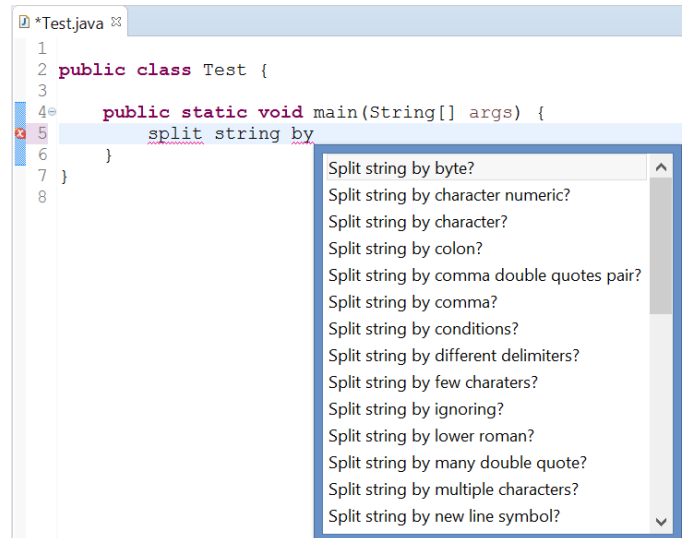 *Test.java
1
2 public class Test {
3
4 public static void main(String[] args) {
5 split string by
6 }
7 }
8
Split string by byte?
Split string by character numeric?
Split string by character?
Split string by colon?
Split string by comma double quotes pair?
Split string by comma?
Split string by conditions?
Split string by different delimiters?
Split string by few charaters?
Split string by ignoring?
Split string by lower roman?
Split string by many double quote?
Split string by multiple characters?
Split string by new line symbol?